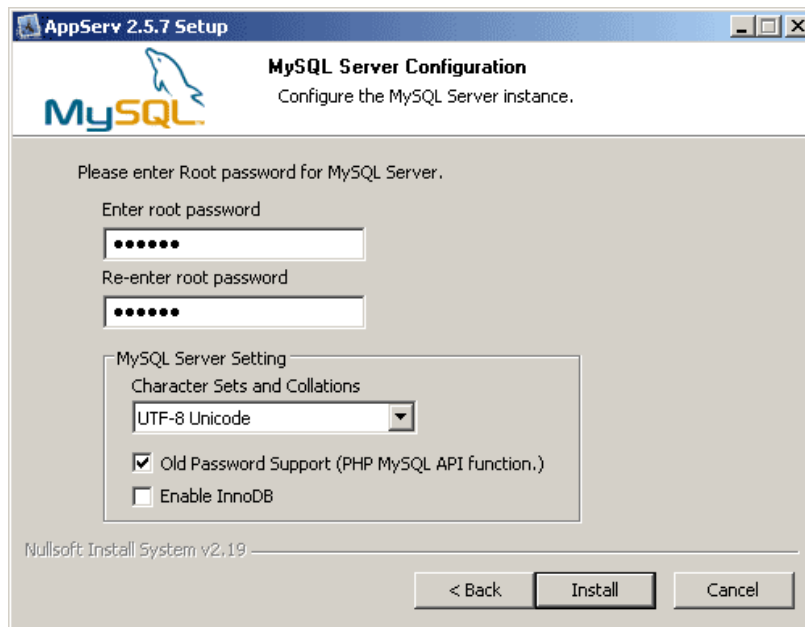 AppServ 2.5.7 Setup
MySQL
MySQL Server Configuration
Configure the MySQL Server instance.
Please enter Root password for MySQL Server.
Enter root password
••••••
Re-enter root password
••••••
MySQL Server Setting
Character Sets and Collations
UTF-8 Unicode
Old Password Support (PHP MySQL API function.)
Enable InnoDB
Nullsoft Install System v2.19
< Back Install Cancel